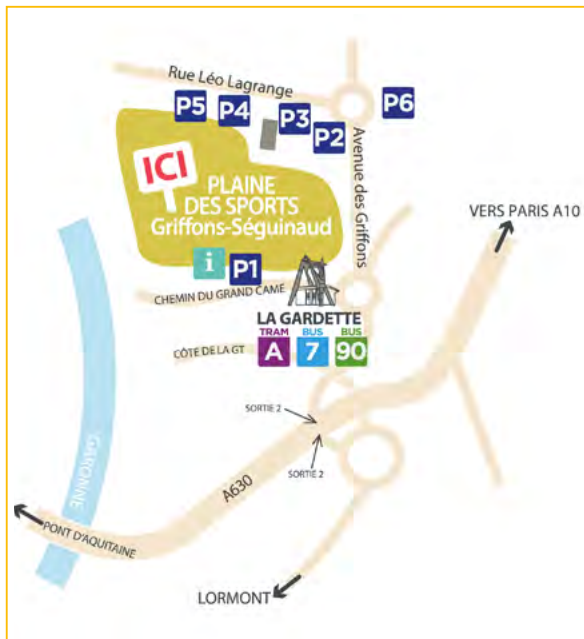 Rue Léo Lagrange
P5
P4
P3
P2
P6
ICI
PLAINE
DES SPORTS
Griffons-Séguinaud
Avenue des Griffons
VERS PARIS A10
i
P1
CHEMIN DU GRAND CAMÉ
LA GARDETTE
TRAM
A
BUS
7
BUS
90
CÔTE DE LA GT
SORTIE 2
SORTIE 2
GARONNE
A630
PONT D'AQUITAINE
LORMONT